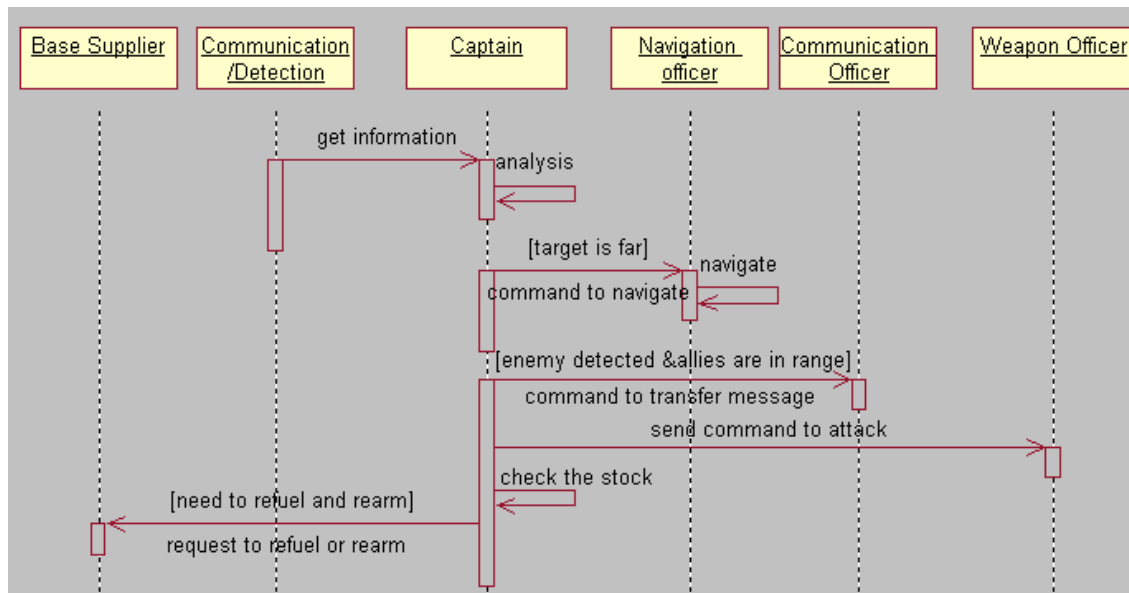 Base Supplier
Communication
/Detection
Captain
Navigation
officer
Communication
Officer
Weapon Officer
get information
analysis
[target is far]
navigate
command to navigate
[enemy detected &allies are in range]
command to transfer message
send command to attack
check the stock
[need to refuel and rearm]
request to refuel or rearm